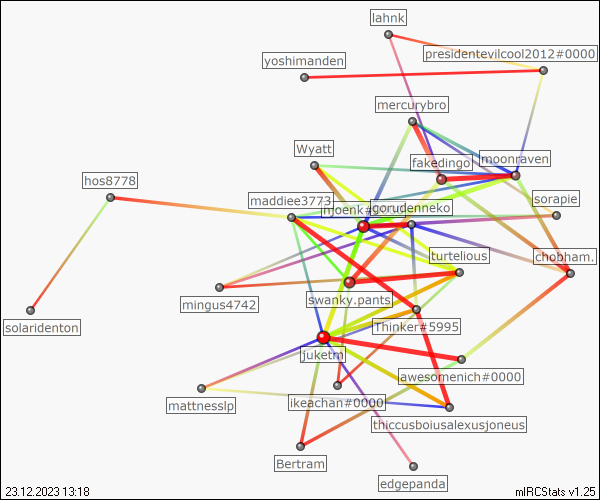 lahnk
presidentevilcool2012#0000
yoshimanden
mercurybro
Wyatt
fakedingo
moonraven
hos8778
maddiee3773
njoenk#
gorudenneko
sorapie
turtelious
chobham.
mingus4742
swanky.pants
solaridenton
Thinker#5995
juketm
awesomenich#0000
mattnesslp
ikeachan#0000
thiccusboiusalexusjoneus
Bertram
edgepanda
23.12.2023 13:18
mIRCStats v1.25